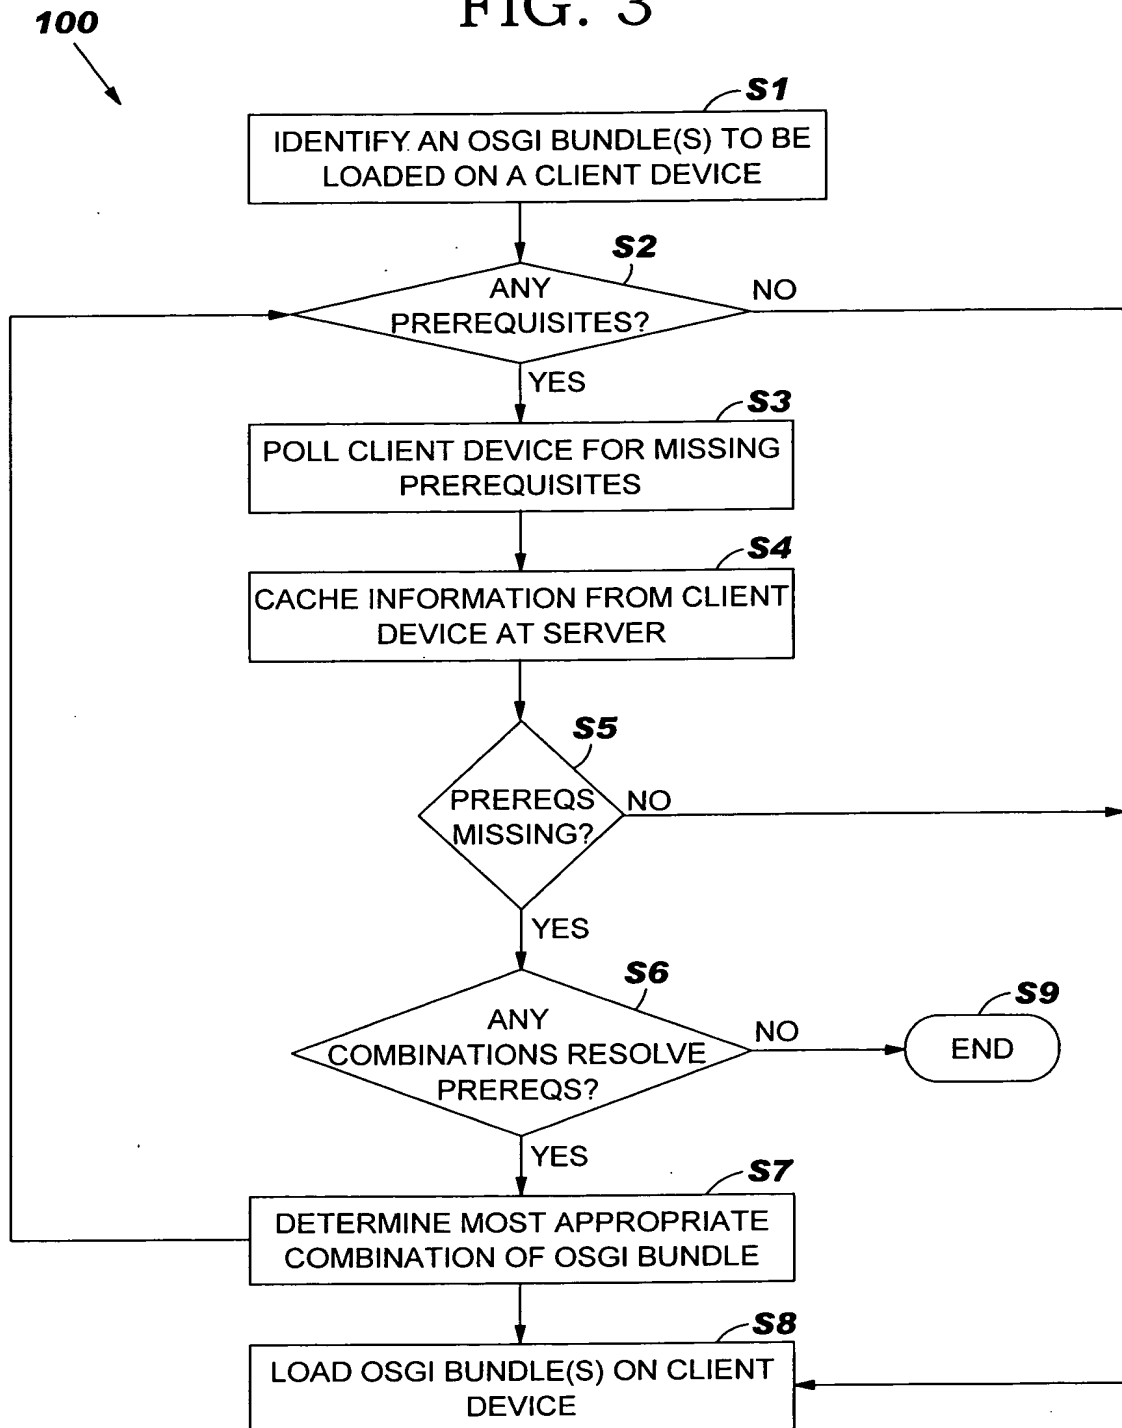 FIG. 3
100
S1
IDENTIFY AN OSGI BUNDLE(S) TO BE
LOADED ON A CLIENT DEVICE
S2
ANY
PREREQUISITES?
NO
YES
S3
POLL CLIENT DEVICE FOR MISSING
PREREQUISITES
S4
CACHE INFORMATION FROM CLIENT
DEVICE AT SERVER
S5
PREREQS
MISSING?
NO
YES
S6
ANY
COMBINATIONS RESOLVE
PREREQS?
NO
S9
END
YES
S7
DETERMINE MOST APPROPRIATE
COMBINATION OF OSGI BUNDLE
S8
LOAD OSGI BUNDLE(S) ON CLIENT
DEVICE